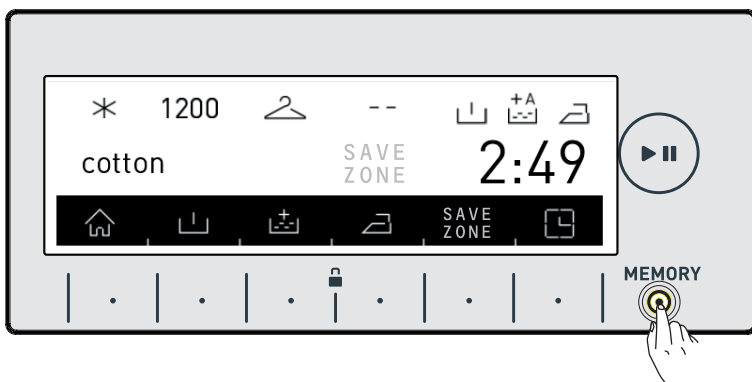 1200 --
+A
cotton SAVE ZONE 2:49
SAVE ZONE
MEMORY